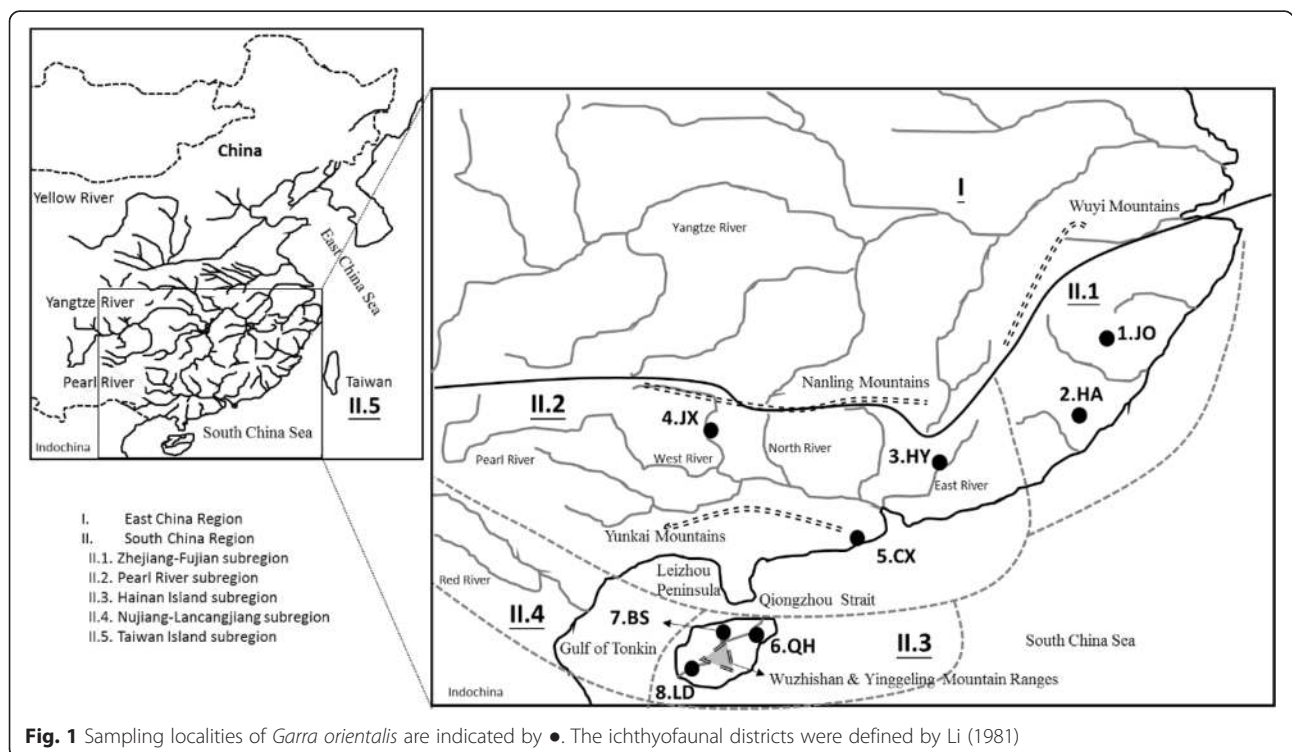 China
Yellow River
East China Sea
Yangtze River
Pearl River
Taiwan
II.5
South China Sea
Indochina
I. East China Region
II. South China Region
II.1. Zhejiang-Fujian subregion
II.2. Pearl River subregion
II.3. Hainan Island subregion
II.4. Nujiang-Lancangjiang subregion
II.5. Taiwan Island subregion
I
Wuyi Mountains
Yangtze River
II.1
1.JO
Nanling Mountains
II.2
2.HA
4.JX
North River
3.HY
Pearl River
West River
East River
Yunkai Mountains
5.CX
Leizhou
Peninsula
Red River
Qiongzhou Strait
II.4
7.BS
Gulf of Tonkin
6.QH
II.3
South China Sea
8.LD
Wuzhishan & Yinggeling Mountain Ranges
Indochina
Fig. 1 Sampling localities of Garra orientalis are indicated by ●. The ichthyofaunal districts were defined by Li (1981)